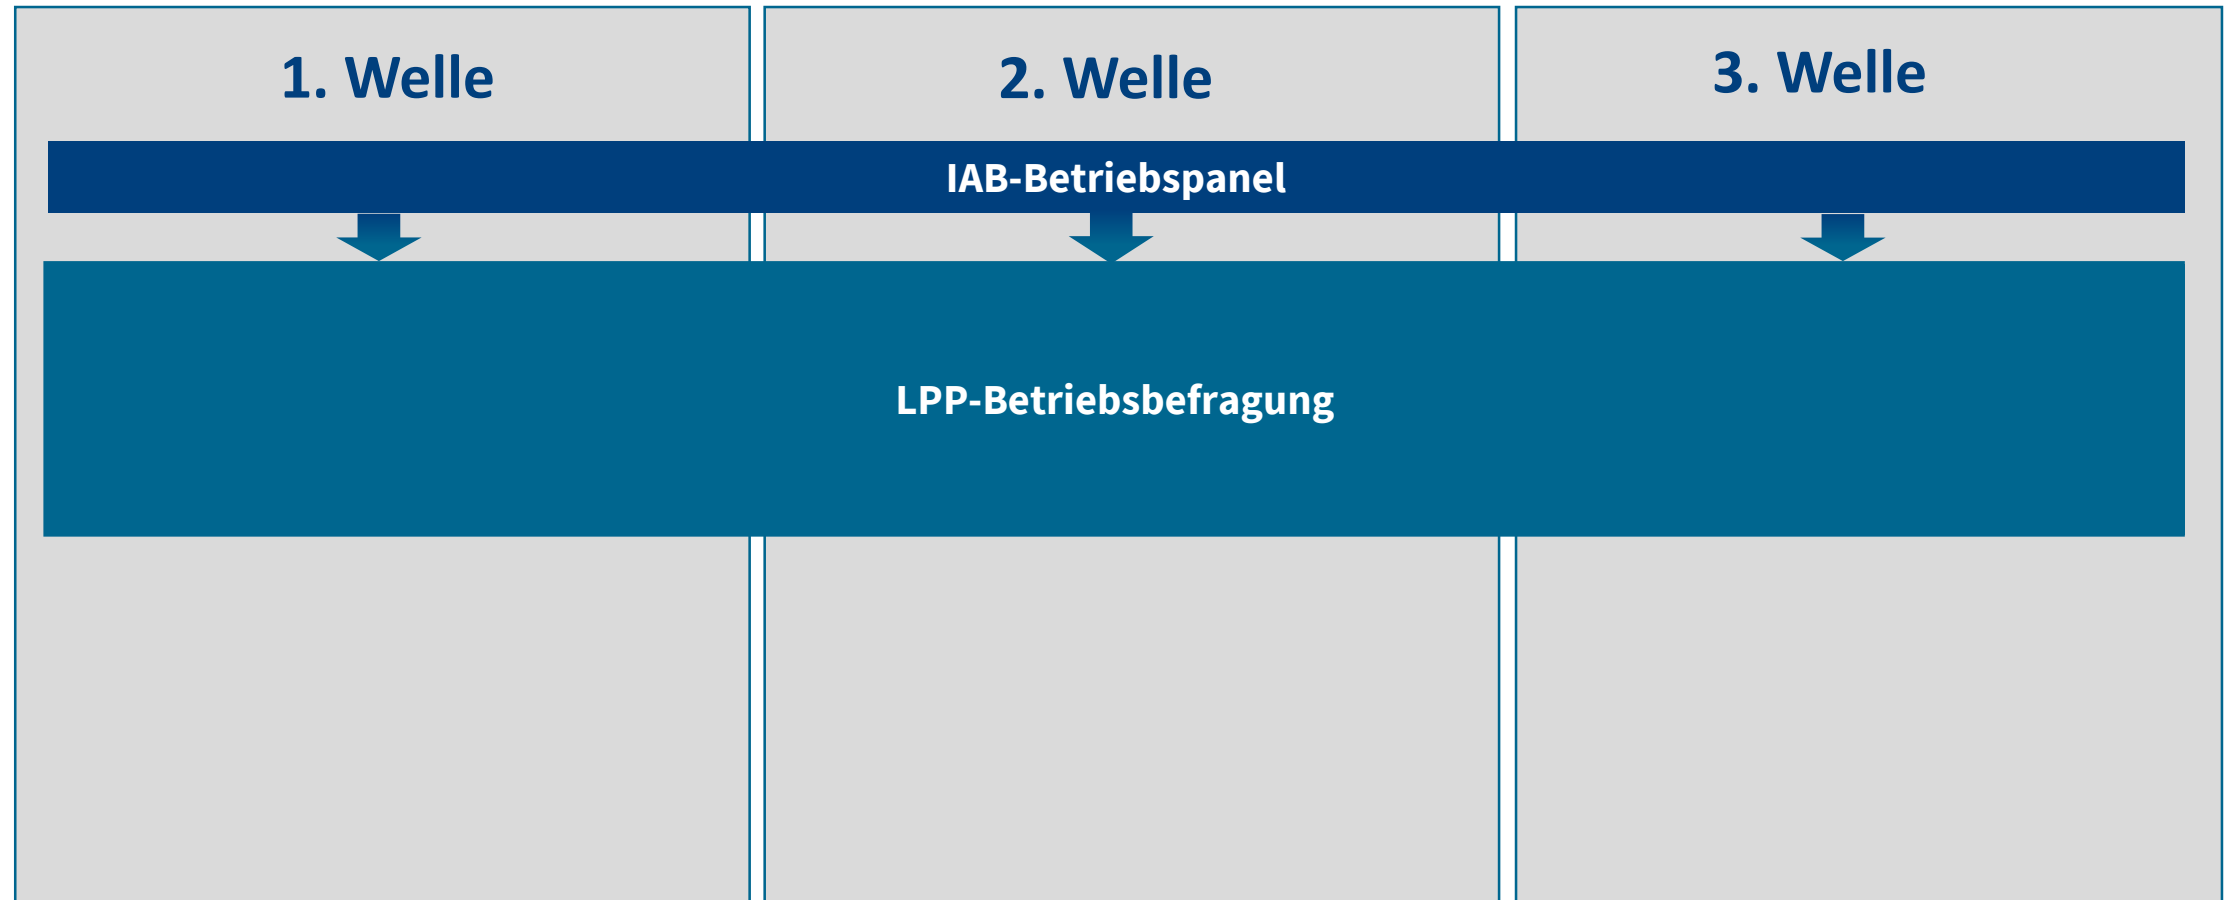 1. Welle
2. Welle
3. Welle
IAB-Betriebspanel
LPP-Betriebsbefragung